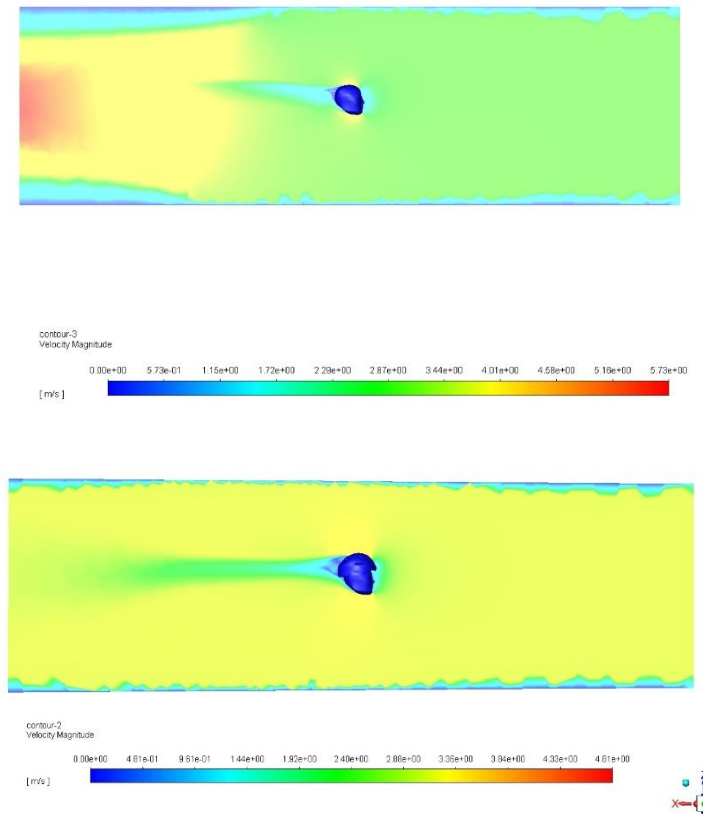 contour-3
Velocity Magnitude
0.00e+00 5.73e-01 1.15e+00 1.72e+00 2.29e+00 2.87e+00 3.44e+00 4.01e+00 4.58e+00 5.16e+00 5.73e+00
[ m/s ]
contour-2
Velocity Magnitude
0.00e+00 4.81e-01 9.61e-01 1.44e+00 1.92e+00 2.40e+00 2.88e+00 3.36e+00 3.84e+00 4.33e+00 4.81e+00
[ m/s ]
X